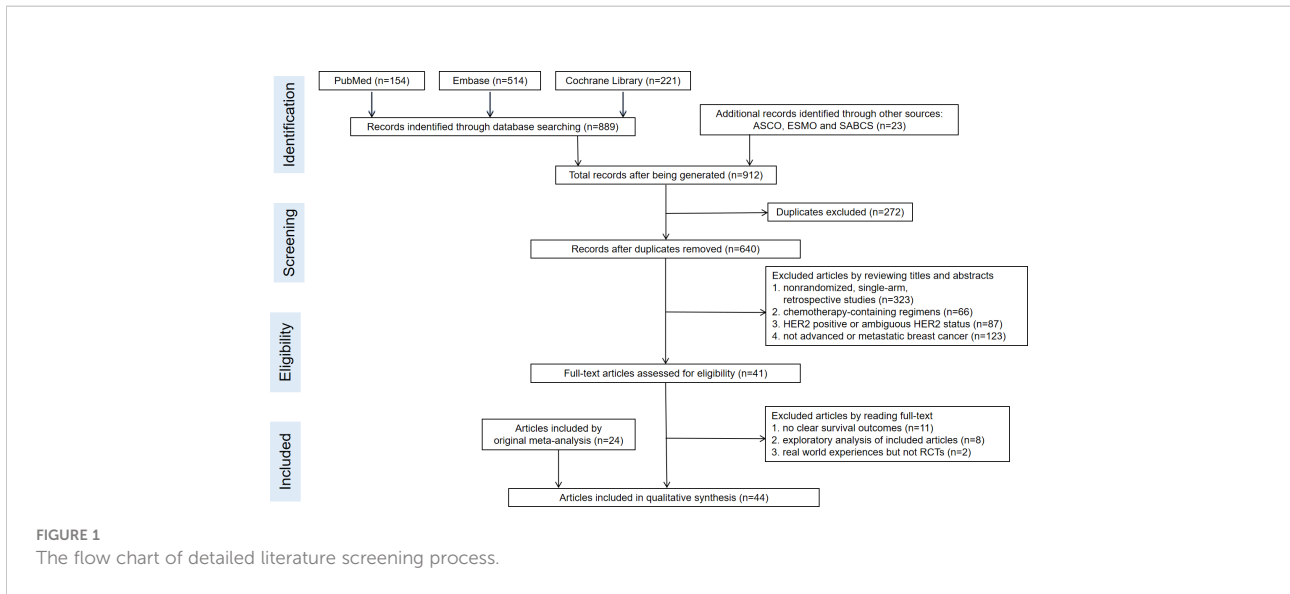 Identification
PubMed (n=154)
Embase (n=514)
Cochrane Library (n=221)
Records indentified through database searching (n=889)
Additional records identified through other sources:
ASCO, ESMO and SABCS (n=23)
Total records after being generated (n=912)
Screening
Duplicates excluded (n=272)
Records after duplicates removed (n=640)
Excluded articles by reviewing titles and abstracts
1. nonrandomized, single-arm,
retrospective studies (n=323)
2. chemotherapy-containing regimens (n=66)
3. HER2 positive or ambiguous HER2 status (n=87)
4. not advanced or metastatic breast cancer (n=123)
Eligibility
Full-text articles assessed for eligibility (n=41)
Included
Articles included by
original meta-analysis (n=24)
Excluded articles by reading full-text
1. no clear survival outcomes (n=11)
2. exploratory analysis of included articles (n=8)
3. real world experiences but not RCTs (n=2)
Articles included in qualitative synthesis (n=44)
FIGURE 1
The flow chart of detailed literature screening process.